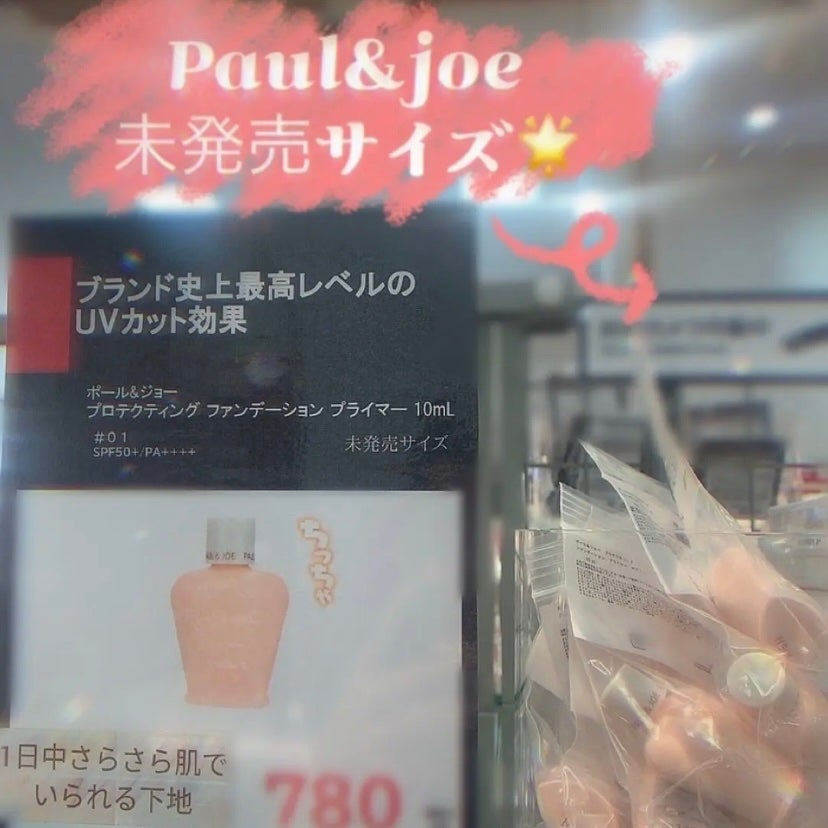 Paul&joe
未発売サイズ🌟
ブランド史上最高レベルの
UVカット効果
ポール&ジョー
プロテクティング ファンデーション プライマー 10mL
#01
SPF50+/PA++++
未発売サイズ
& JOE PAU
ちっちゃ
1日中さらさら肌で
いられる下地
780